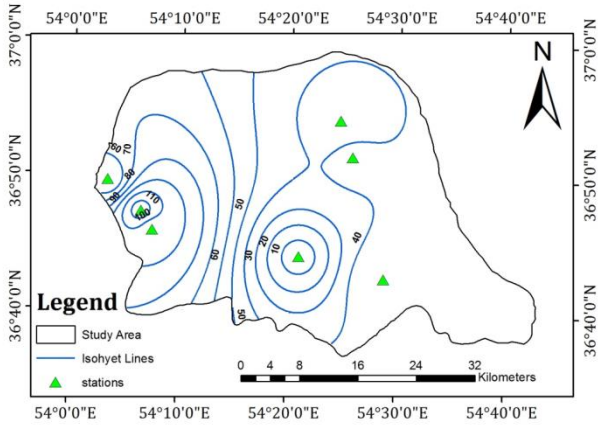 54°0'0"E 54°10'0"E 54°20'0"E 54°30'0"E 54°40'0"E
37°0'0"N 37°0'0"N
N
60 70
36°50'0"N 36°50'0"N
80
90 110
100
50
20 40
10
30
60
36°40'0"N 36°40'0"N
50
Legend
Study Area
Isohyet Lines
stations
0 4 8 16 24 32
Kilometers
54°0'0"E 54°10'0"E 54°20'0"E 54°30'0"E 54°40'0"E